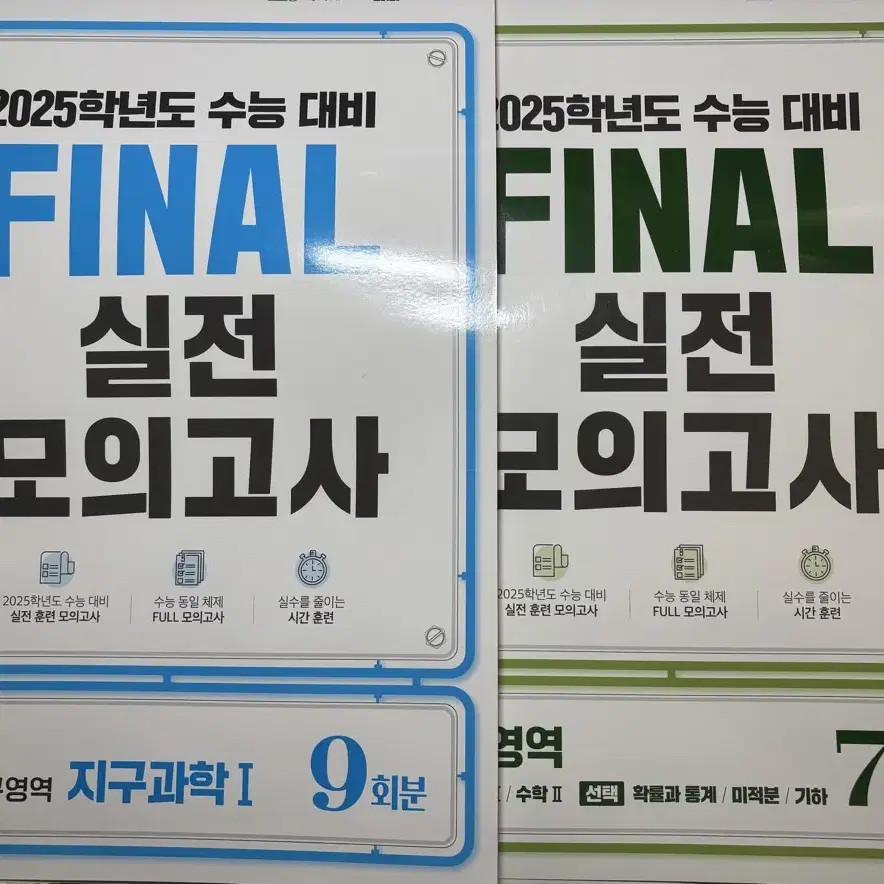 2025학년도 수능 대비
FINAL
실전
모의고사
2025학년도 수능 대비
실전 훈련 모의고사
수능 동일 체제
FULL 모의고사
실수를 줄이는
시간 훈련
영역 지구과학 I 9회분
2025학년도 수능 대비
FINAL
실전
모의고사
2025학년도 수능 대비
실전 훈련 모의고사
수능 동일 체제
FULL 모의고사
실수를 줄이는
시간 훈련
영역
/ 수학 II 선택 확률과 통계 / 미적분 / 기하
7